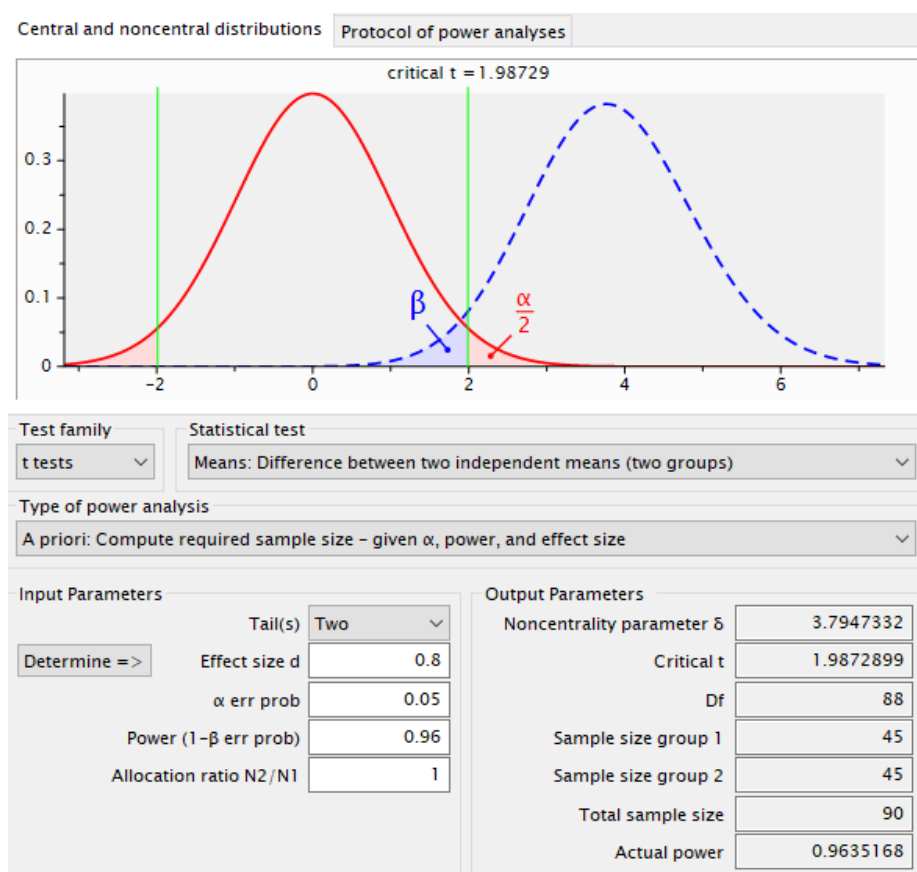 Central and noncentral distributions Protocol of power analyses
critical t = 1.98729
0.3
0.2
0.1
0
β
α
2
-2 0 2 4 6
Test family Statistical test
t tests Means: Difference between two independent means (two groups)
Type of power analysis
A priori: Compute required sample size – given α, power, and effect size
Input Parameters
Tail(s) Two
Determine => Effect size d 0.8
α err prob 0.05
Power (1-β err prob) 0.96
Allocation ratio N2/N1 1
Output Parameters
Noncentrality parameter δ 3.7947332
Critical t 1.9872899
Df 88
Sample size group 1 45
Sample size group 2 45
Total sample size 90
Actual power 0.9635168